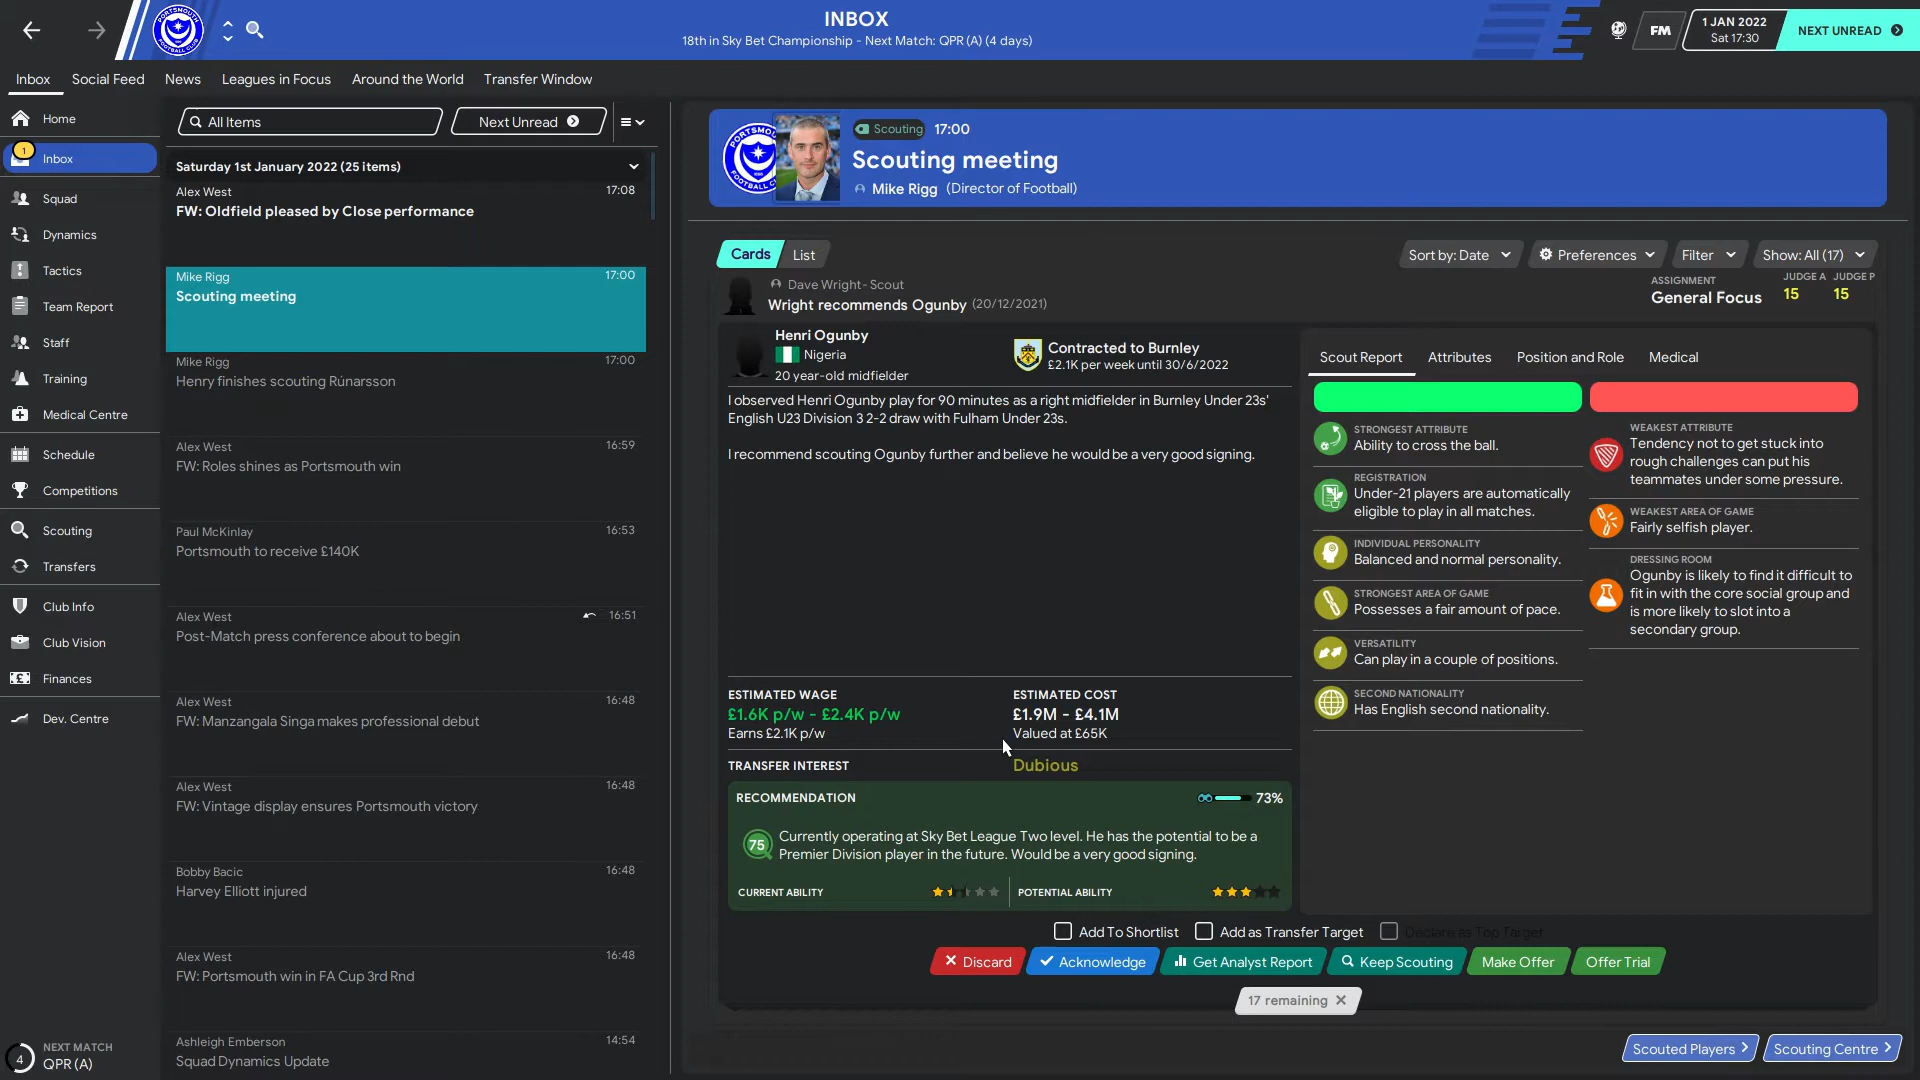 INBOX
18th in Sky Bet Championship - Next Match: QPR (A) (4 days)
FM
1 JAN 2022
Sat 17:30
NEXT UNREAD
Inbox
Social Feed
News
Leagues in Focus
Around the World
Transfer Window
Home
1
Inbox
Squad
Dynamics
Tactics
Team Report
Staff
Training
Medical Centre
Schedule
Competitions
Scouting
Transfers
Club Info
Club Vision
Finances
Dev. Centre
4
NEXT MATCH
QPR (A)
All Items
Next Unread
Saturday 1st January 2022 (25 items)
Alex West 17:08
FW: Oldfield pleased by Close performance
Mike Rigg 17:00
Scouting meeting
Mike Rigg 17:00
Henry finishes scouting Rúnarsson
Alex West 16:59
FW: Roles shines as Portsmouth win
Paul McKinlay 16:53
Portsmouth to receive £140K
Alex West 16:51
Post-Match press conference about to begin
Alex West 16:48
FW: Manzangala Singa makes professional debut
Alex West 16:48
FW: Vintage display ensures Portsmouth victory
Bobby Bacic 16:48
Harvey Elliott injured
Alex West 16:48
FW: Portsmouth win in FA Cup 3rd Rnd
Ashleigh Emberson 14:54
Squad Dynamics Update
PORTSMOUTH
FOOTBALL CLUB
Scouting 17:00
Scouting meeting
Mike Rigg (Director of Football)
Cards
List
Sort by: Date
Preferences
Filter
Show: All (17)
Dave Wright - Scout
Wright recommends Ogunby (20/12/2021)
ASSIGNMENT
General Focus
JUDGE A
15
JUDGE P
15
Henri Ogunby
Nigeria
20 year-old midfielder
Contracted to Burnley
£2.1K per week until 30/6/2022
I observed Henri Ogunby play for 90 minutes as a right midfielder in Burnley Under 23s'
English U23 Division 3 2-2 draw with Fulham Under 23s.
I recommend scouting Ogunby further and believe he would be a very good signing.
ESTIMATED WAGE
£1.6K p/w - £2.4K p/w
Earns £2.1K p/w
ESTIMATED COST
£1.9M - £4.1M
Valued at £65K
TRANSFER INTEREST
Dubious
RECOMMENDATION
73%
75
Currently operating at Sky Bet League Two level. He has the potential to be a
Premier Division player in the future. Would be a very good signing.
CURRENT ABILITY
POTENTIAL ABILITY
Scout Report
Attributes
Position and Role
Medical
STRONGEST ATTRIBUTE
Ability to cross the ball.
REGISTRATION
Under-21 players are automatically
eligible to play in all matches.
INDIVIDUAL PERSONALITY
Balanced and normal personality.
STRONGEST AREA OF GAME
Possesses a fair amount of pace.
VERSATILITY
Can play in a couple of positions.
SECOND NATIONALITY
Has English second nationality.
WEAKEST ATTRIBUTE
Tendency not to get stuck into
rough challenges can put his
teammates under some pressure.
WEAKEST AREA OF GAME
Fairly selfish player.
DRESSING ROOM
Ogunby is likely to find it difficult to
fit in with the core social group and
is more likely to slot into a
secondary group.
Add To Shortlist
Add as Transfer Target
Declare as Top Target
Discard
Acknowledge
Get Analyst Report
Keep Scouting
Make Offer
Offer Trial
17 remaining
Scouted Players
Scouting Centre